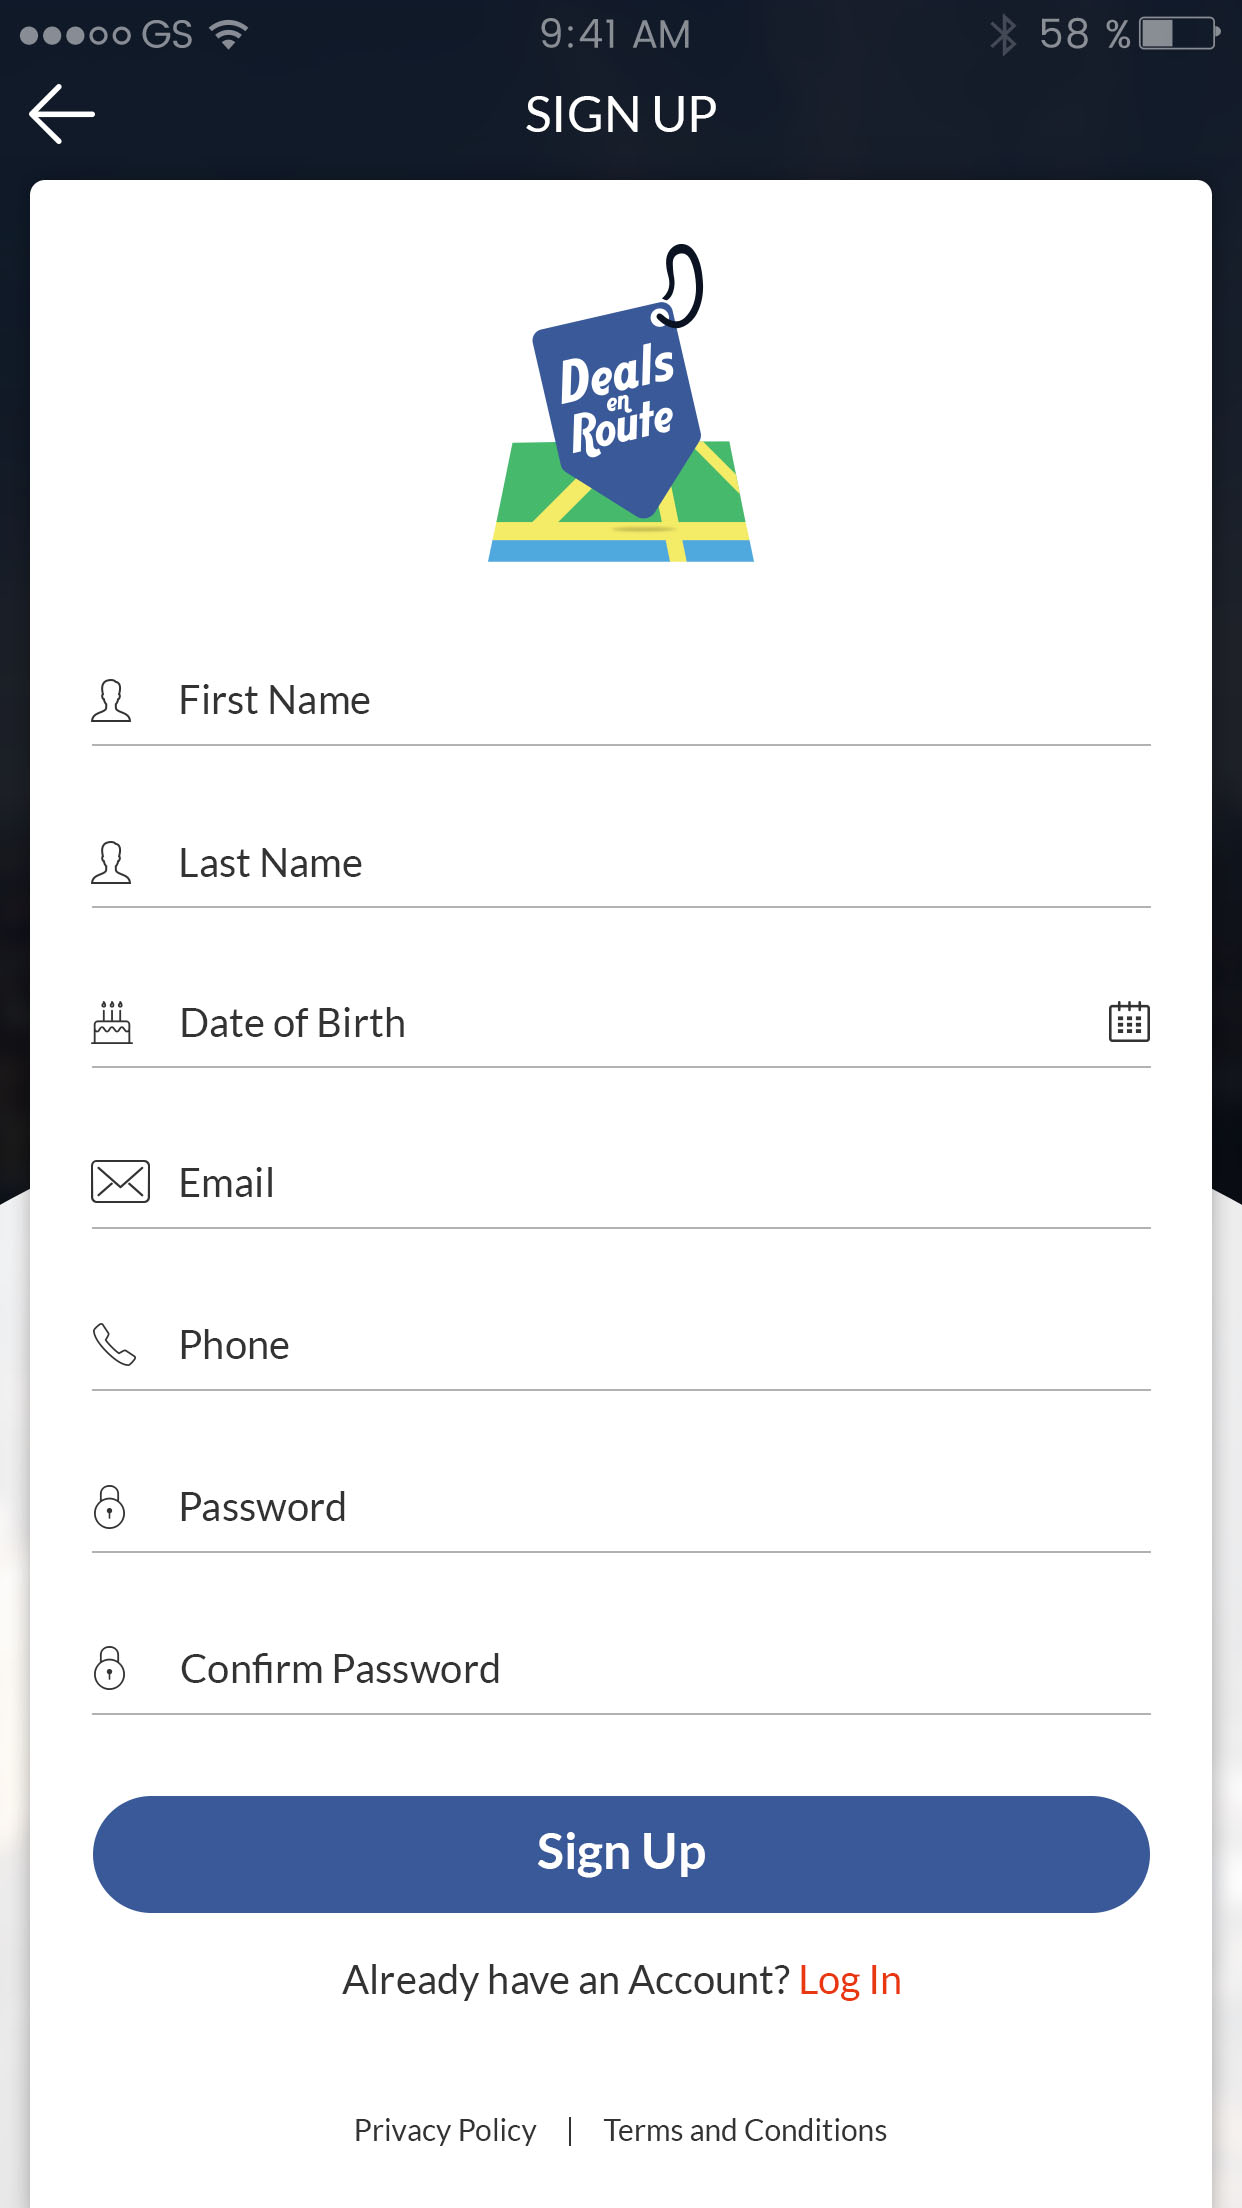 GS 9:41 AM 58 %
SIGN UP
Deals
en
Route
First Name
Last Name
Date of Birth
Email
Phone
Password
Confirm Password
Sign Up
Already have an Account? Log In
Privacy Policy | Terms and Conditions